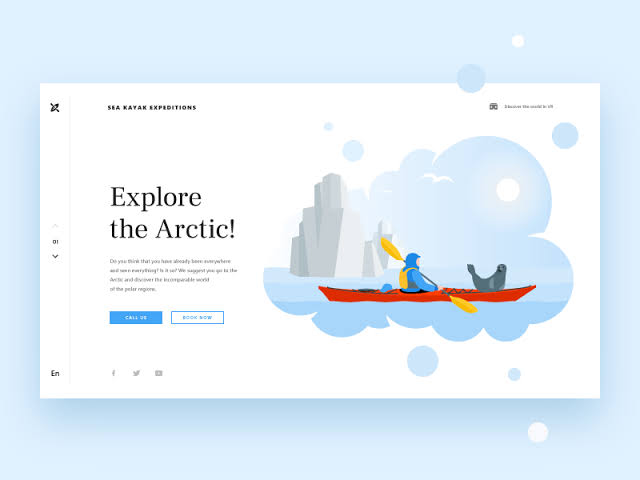 SEA KAYAK EXPEDITIONS
Discover the world in VR
Explore
the Arctic!
01
Do you think that you have already been everywhere
and seen everything? Is it so? We suggest you go to the
Arctic and discover the incomparable world
of the polar regions.
CALL US
BOOK NOW
En